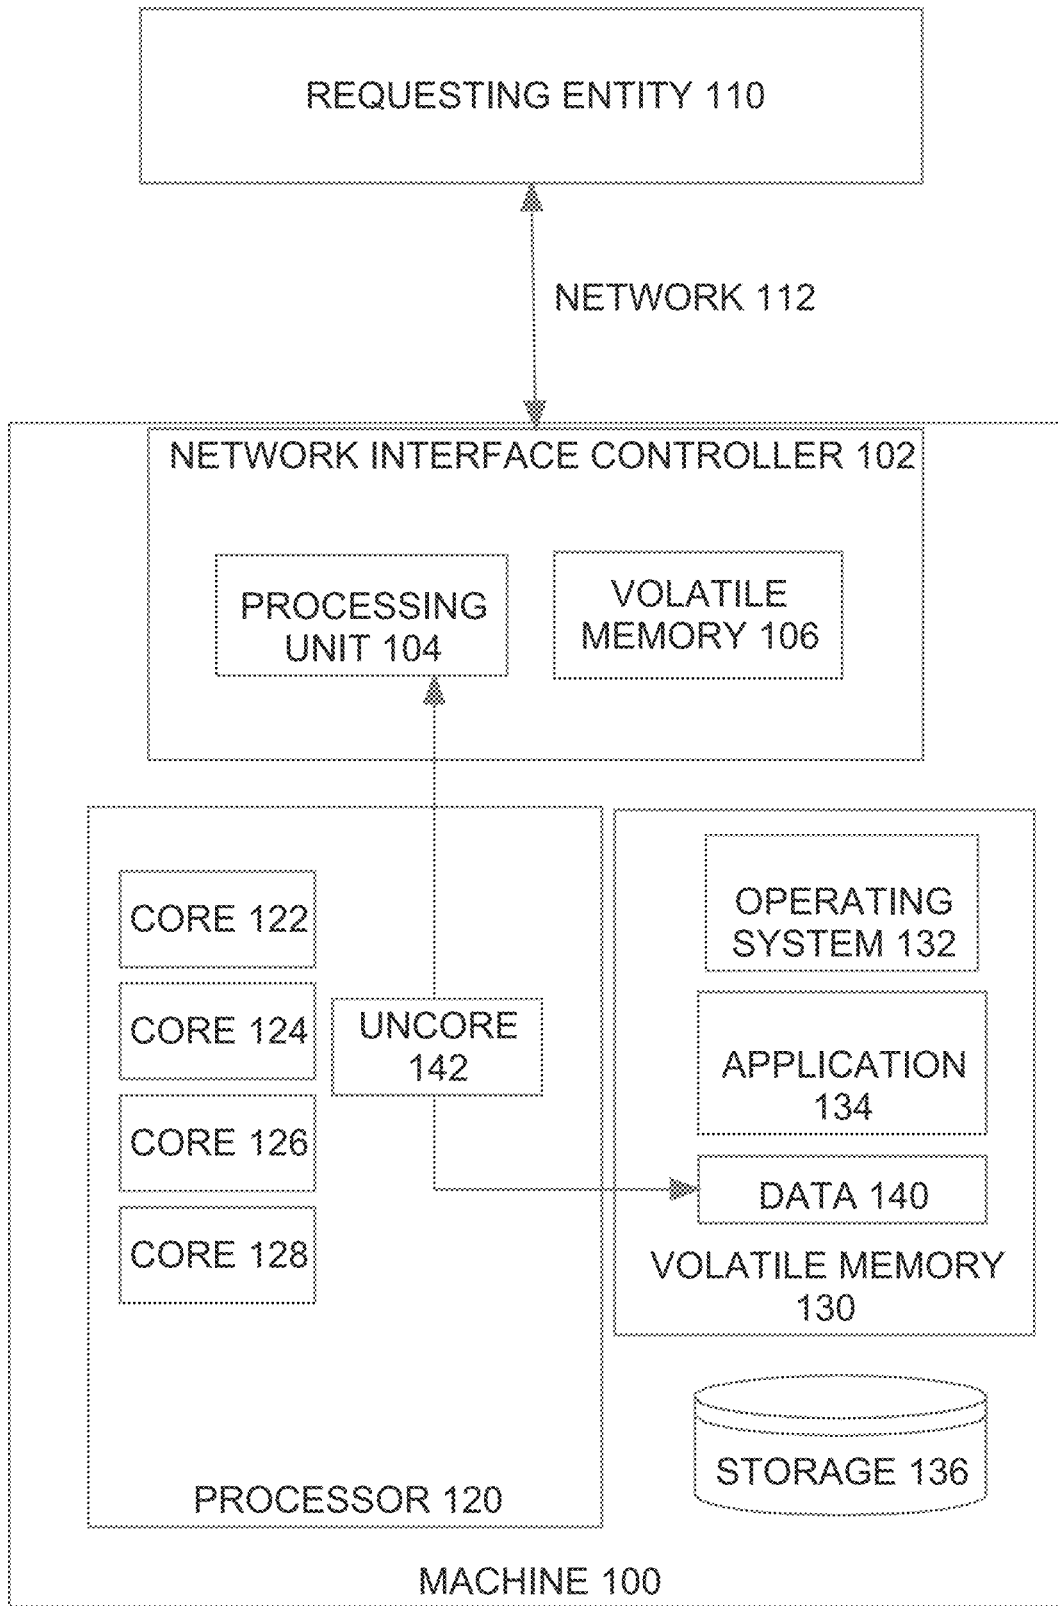 REQUESTING ENTITY 110
NETWORK 112
NETWORK INTERFACE CONTROLLER 102
PROCESSING
UNIT 104
VOLATILE
MEMORY 106
CORE 122
CORE 124
CORE 126
CORE 128
UNCORE
142
PROCESSOR 120
OPERATING
SYSTEM 132
APPLICATION
134
DATA 140
VOLATILE MEMORY
130
STORAGE 136
MACHINE 100